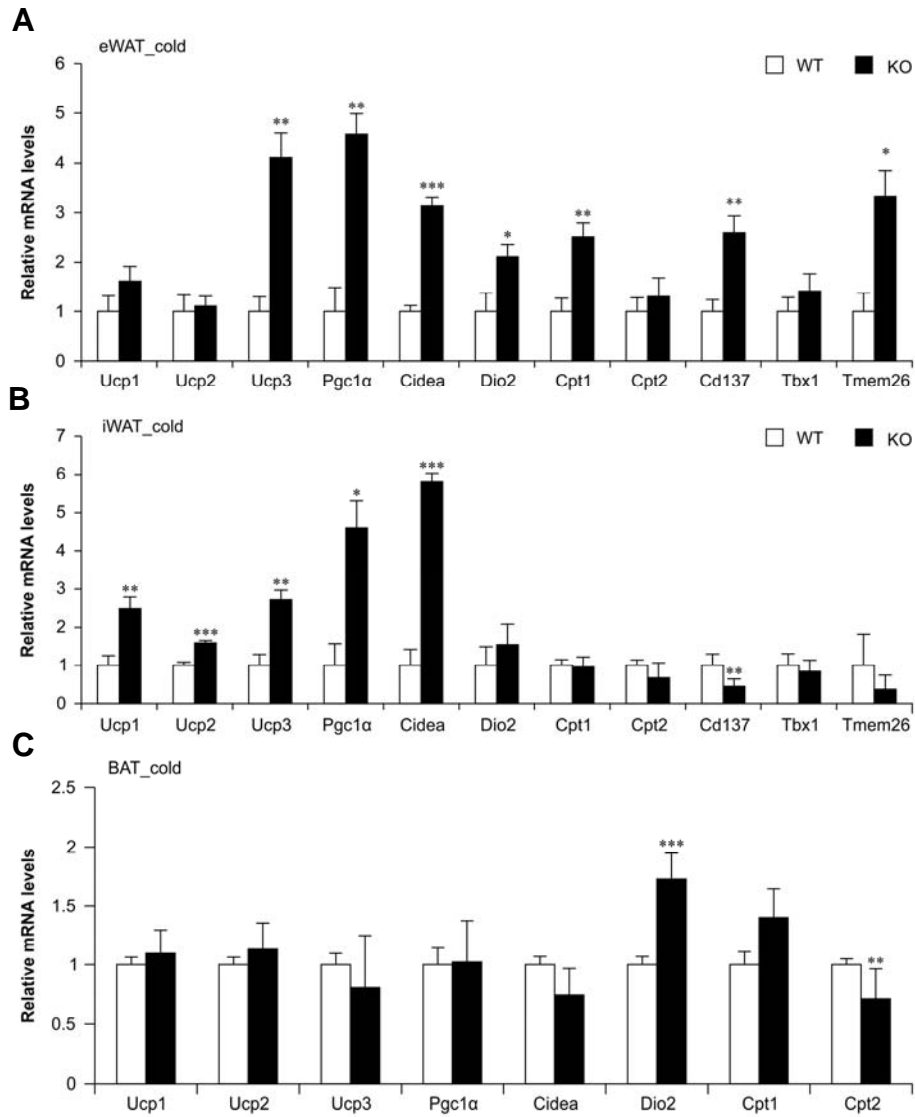 A
eWAT_cold
WT KO
Relative mRNA levels
6
5
4
3
2
1
0
** ** *** * ** ** *
Ucp1 Ucp2 Ucp3 Pgc1α Cidea Dio2 Cpt1 Cpt2 Cd137 Tbx1 Tmem26
B
iWAT_cold
WT KO
Relative mRNA levels
7
6
5
4
3
2
1
0
** *** ** * *** **
Ucp1 Ucp2 Ucp3 Pgc1α Cidea Dio2 Cpt1 Cpt2 Cd137 Tbx1 Tmem26
C
BAT_cold
Relative mRNA levels
2.5
2
1.5
1
0.5
0
*** **
Ucp1 Ucp2 Ucp3 Pgc1α Cidea Dio2 Cpt1 Cpt2